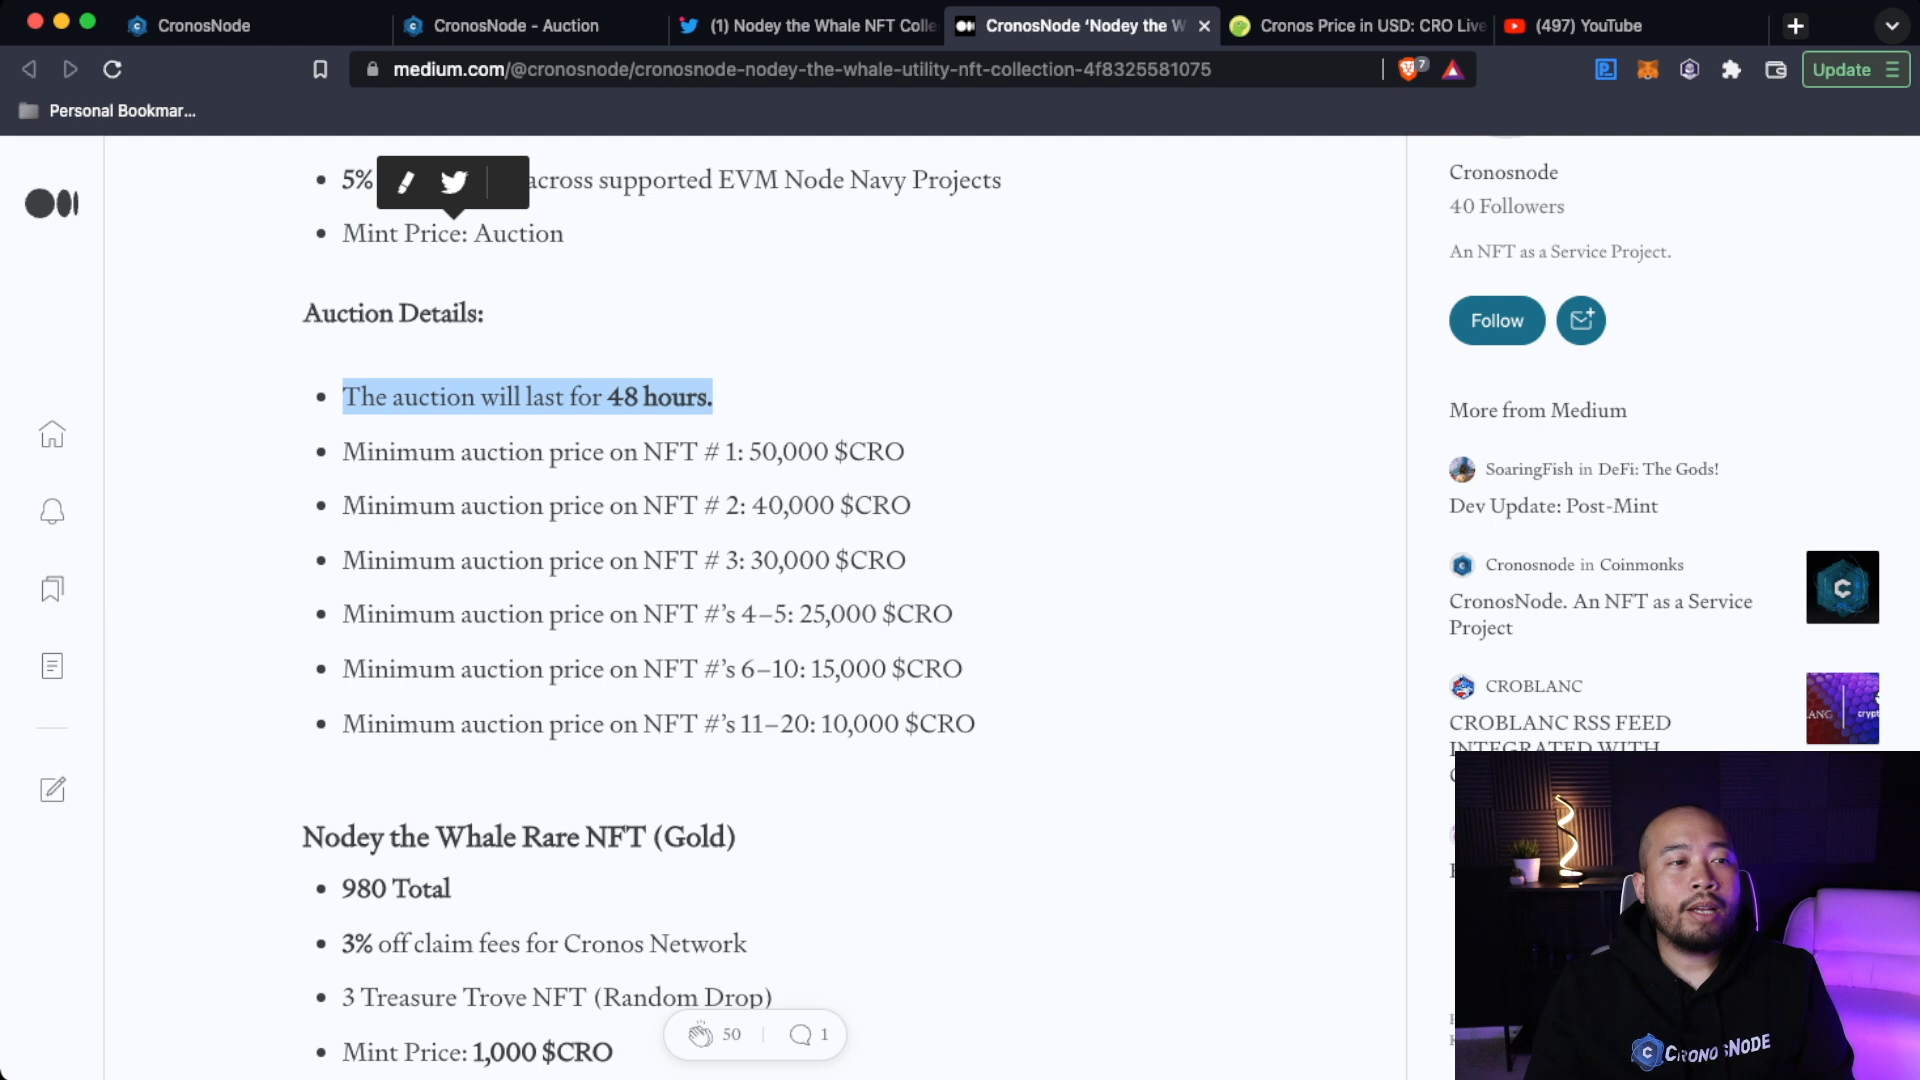 CronosNode
CronosNode - Auction
(1) Nodey the Whale NFT Colle
CronosNode ‘Nodey the W
Cronos Price in USD: CRO Live
(497) YouTube
medium.com/@cronosnode/cronosnode-nodey-the-whale-utility-nft-collection-4f8325581075
7
Update
Personal Bookmar...
5% across supported EVM Node Navy Projects
Mint Price: Auction
Auction Details:
The auction will last for 48 hours.
Minimum auction price on NFT # 1: 50,000 $CRO
Minimum auction price on NFT # 2: 40,000 $CRO
Minimum auction price on NFT # 3: 30,000 $CRO
Minimum auction price on NFT #’s 4–5: 25,000 $CRO
Minimum auction price on NFT #’s 6–10: 15,000 $CRO
Minimum auction price on NFT #’s 11–20: 10,000 $CRO
Nodey the Whale Rare NFT (Gold)
980 Total
3% off claim fees for Cronos Network
3 Treasure Trove NFT (Random Drop)
Mint Price: 1,000 $CRO
50
1
Cronosnode
40 Followers
An NFT as a Service Project.
Follow
More from Medium
SoaringFish in DeFi: The Gods!
Dev Update: Post-Mint
Cronosnode in Coinmonks
CronosNode. An NFT as a Service
Project
CROBLANC
CROBLANC RSS FEED
INTEGRATED WITH
CRONOSNODE